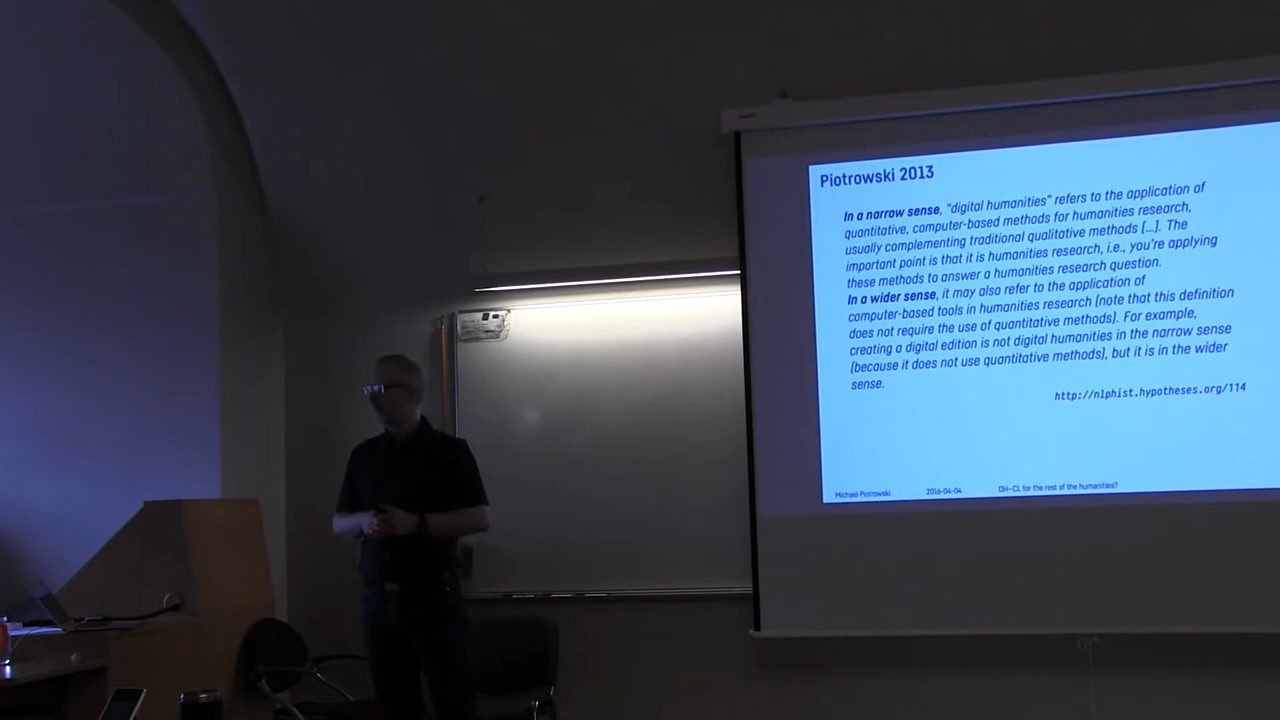 Piotrowski 2013
In a narrow sense, “digital humanities” refers to the application of
quantitative, computer-based methods for humanities research,
usually complementing traditional qualitative methods […]. The
important point is that it is humanities research, i.e., you’re applying
these methods to answer a humanities research question.
In a wider sense, it may also refer to the application of
computer-based tools in humanities research (note that this definition
does not require the use of quantitative methods). For example,
creating a digital edition is not digital humanities in the narrow sense
(because it does not use quantitative methods), but it is in the wider
sense.
http://nlphist.hypotheses.org/114
Michael Piotrowski 2016-04-04 DH–CL for the rest of the humanities?